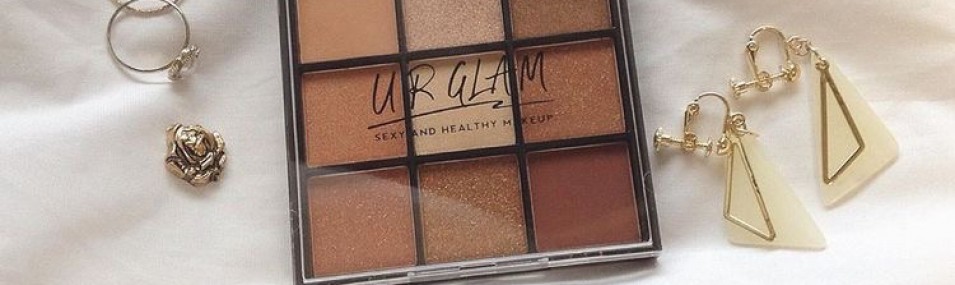 UR GLAM
SEXY AND HEALTHY MAKEUP